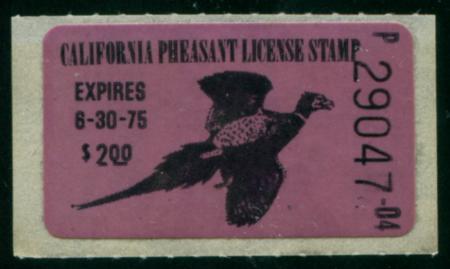 CALIFORNIA PHEASANT LICENSE STAMP
EXPIRES
6-30-75
$2.00
P 29047-04